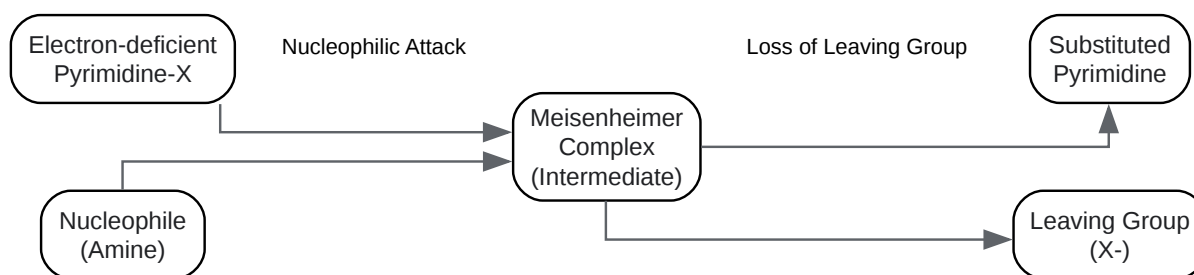 Electron-deficient
Pyrimidine-X
Nucleophilic Attack
Loss of Leaving Group
Substituted
Pyrimidine
Meisenheimer
Complex
(Intermediate)
Nucleophile
(Amine)
Leaving Group
(X-)